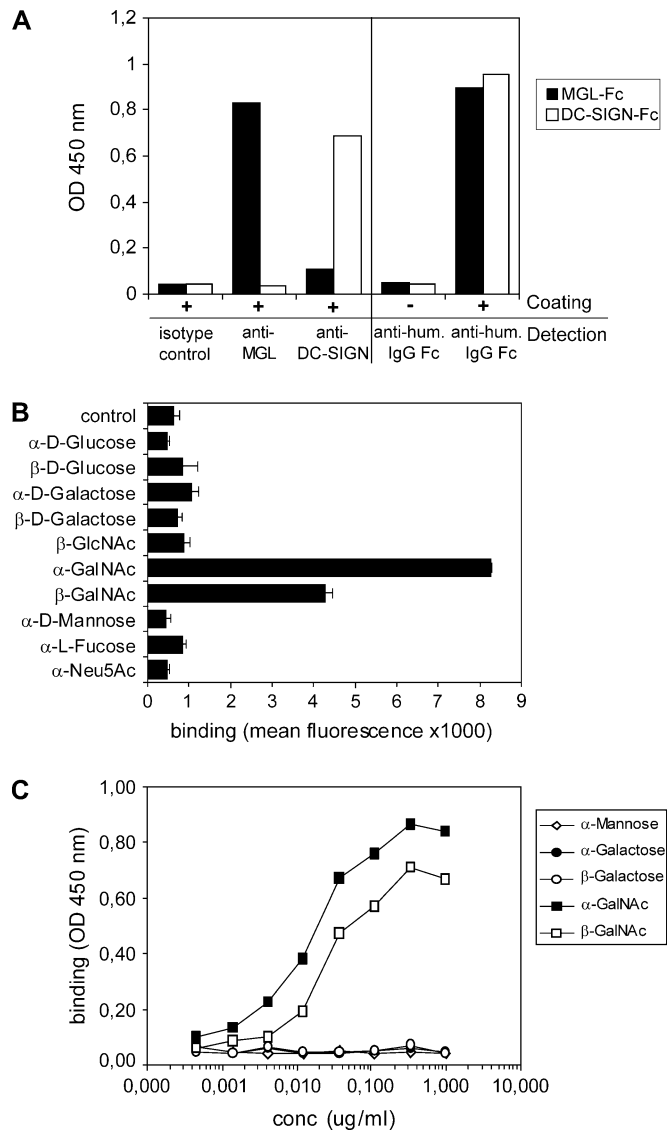 A
1,2
1
0,8
0,6
0,4
0,2
0
OD 450 nm
MGL-Fc
DC-SIGN-Fc
+ + + - + Coating
isotype control anti-MGL anti-DC-SIGN anti-hum. IgG Fc anti-hum. IgG Fc Detection
B
control
α-D-Glucose
β-D-Glucose
α-D-Galactose
β-D-Galactose
β-GlcNAc
α-GalNAc
β-GalNAc
α-D-Mannose
α-L-Fucose
α-Neu5Ac
0 1 2 3 4 5 6 7 8 9
binding (mean fluorescence x1000)
C
1,00
0,80
0,60
0,40
0,20
0,00
binding (OD 450 nm)
α-Mannose
α-Galactose
β-Galactose
α-GalNAc
β-GalNAc
0,000 0,001 0,010 0,100 1,000 10,000
conc (ug/ml)